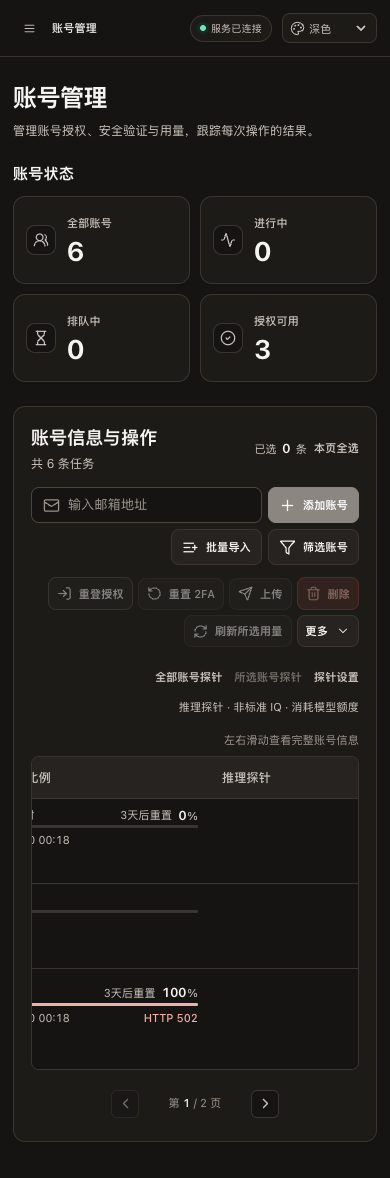 账号管理
服务已连接
深色
账号管理
管理账号授权、安全验证与用量，跟踪每次操作的结果。
账号状态
全部账号
6
进行中
0
排队中
0
授权可用
3
账号信息与操作
共 6 条任务
已选 0 条 本页全选
输入邮箱地址
添加账号
批量导入
筛选账号
重登授权
重置 2FA
上传
删除
刷新所选用量
更多
全部账号探针 所选账号探针 探针设置
推理探针 · 非标准 IQ · 消耗模型额度
左右滑动查看完整账号信息
比例 推理探针
3天后重置 0%
00:18
3天后重置 100%
00:18 HTTP 502
第 1 / 2 页